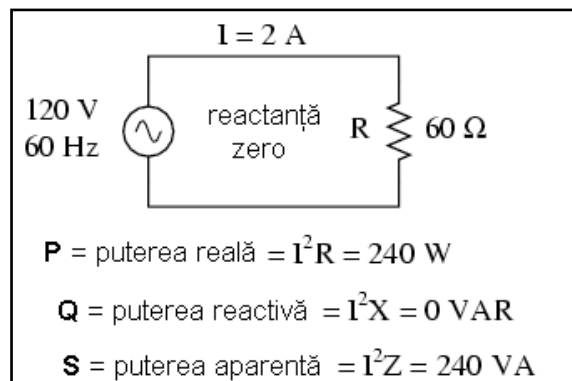 I = 2 A
120 V
60 Hz
reactanță
zero
R
60 Ω
P = puterea reală = I²R = 240 W
Q = puterea reactivă = I²X = 0 VAR
S = puterea aparentă = I²Z = 240 VA